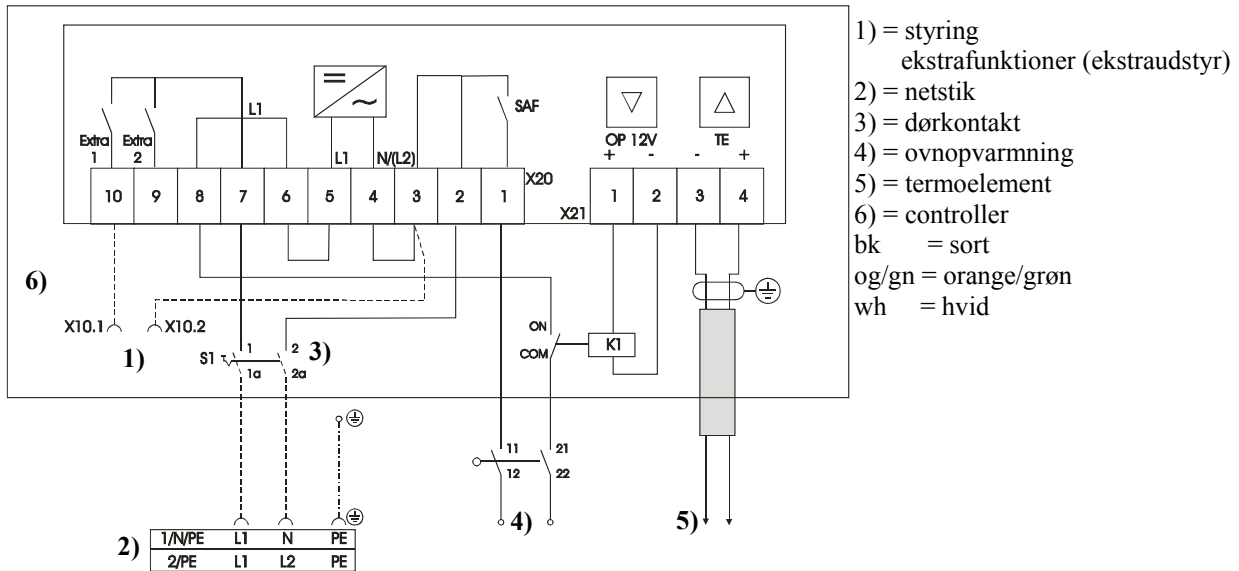 1) = styring
ekstrafunktioner (ekstraudstyr)
2) = netstik
3) = dørkontakt
4) = ovnopvarmning
5) = termoelement
6) = controller
bk = sort
og/gn = orange/grøn
wh = hvid
L1
SAF
Extra 1
Extra 2
OP 12V
TE
L1 N/(L2)
+ - - +
X20
10 9 8 7 6 5 4 3 2 1
X21
1 2 3 4
6)
X10.1
X10.2
1)
S1
1 2
3)
1a 2a
ON
COM
K1
11 21
12 22
4)
5)
2)
1/N/PE L1 N PE
2/PE L1 L2 PE